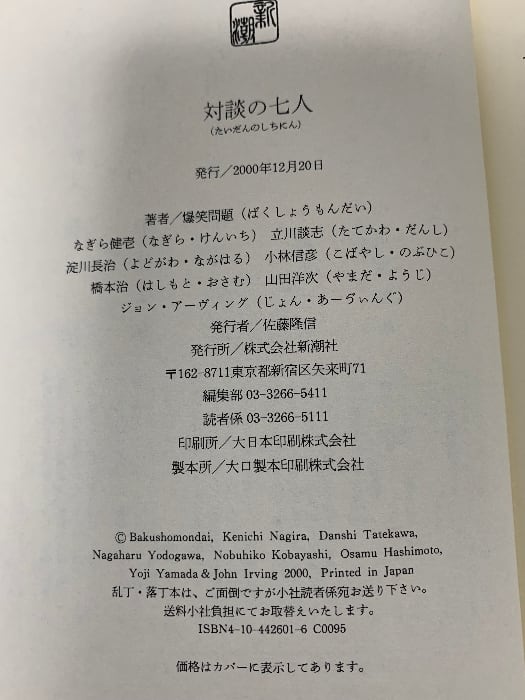 新潮
対談の七人
（たいだんのしちにん）
発行／2000年12月20日
著者／爆笑問題（ばくしょうもんだい）
なぎら健壱（なぎら・けんいち） 立川談志（たてかわ・だんし）
淀川長治（よどがわ・ながはる） 小林信彦（こばやし・のぶひこ）
橋本治（はしもと・おさむ） 山田洋次（やまだ・ようじ）
ジョン・アーヴィング（じょん・あーゔぃんぐ）
発行者／佐藤隆信
発行所／株式会社新潮社
〒162-8711東京都新宿区矢来町71
編集部 03-3266-5411
読者係 03-3266-5111
印刷所／大日本印刷株式会社
製本所／大口製本印刷株式会社
©Bakushomondai, Kenichi Nagira, Danshi Tatekawa,
Nagaharu Yodogawa, Nobuhiko Kobayashi, Osamu Hashimoto,
Yoji Yamada & John Irving 2000, Printed in Japan
乱丁・落丁本は、ご面倒ですが小社読者係宛お送り下さい。
送料小社負担にてお取替えいたします。
ISBN4-10-442601-6 C0095
価格はカバーに表示してあります。